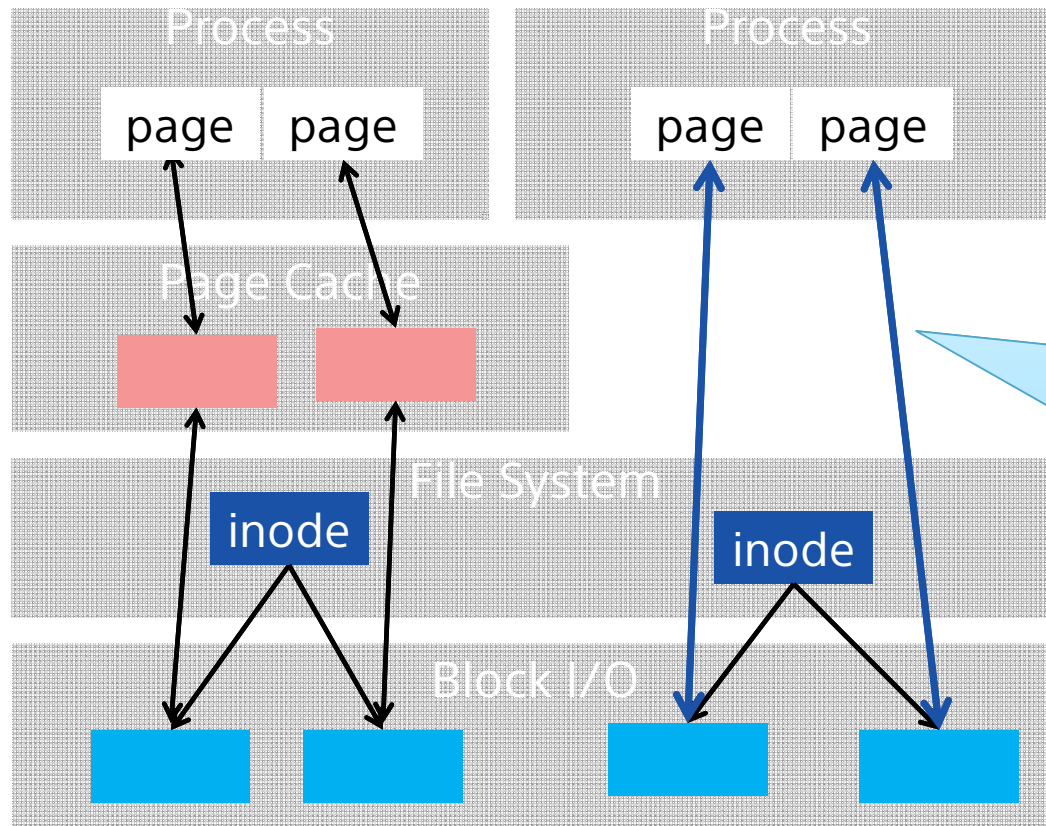 Process
Process
page
page
page
page
Page Cache
File System
inode
inode
Block I/O